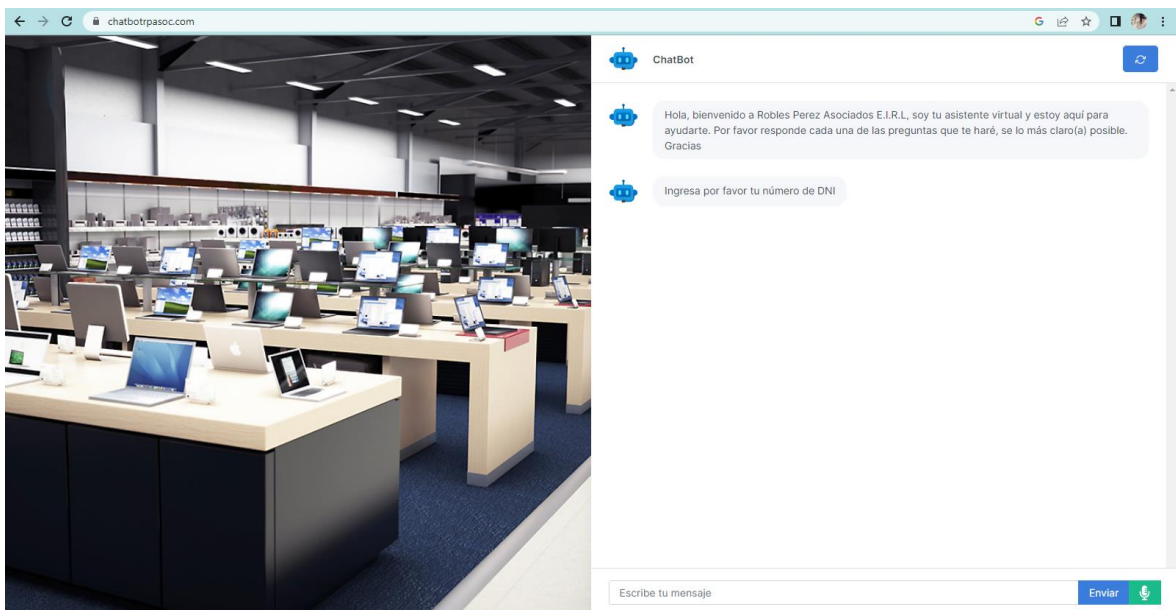 chatbotrpasoc.com
ChatBot
Hola, bienvenido a Robles Perez Asociados E.I.R.L, soy tu asistente virtual y estoy aquí para
ayudarte. Por favor responde cada una de las preguntas que te haré, se lo más claro(a) posible.
Gracias
Ingresa por favor tu número de DNI
Escribe tu mensaje
Enviar